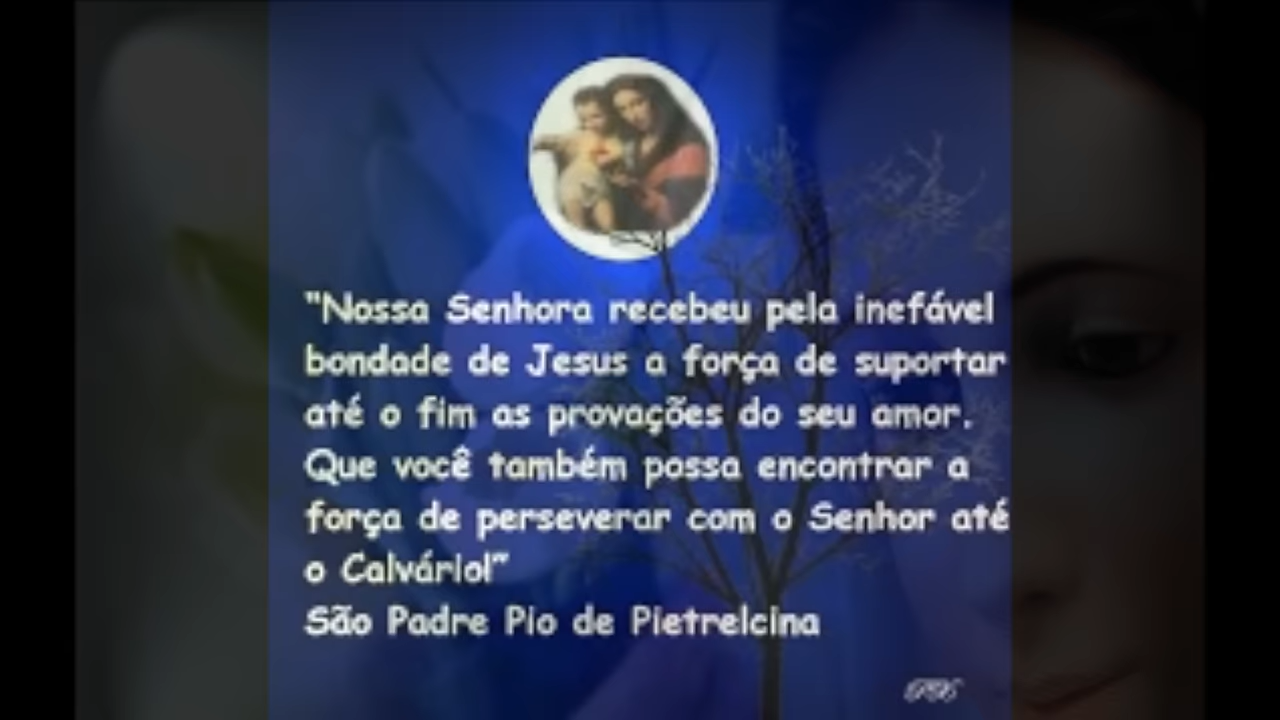 "Nossa Senhora recebeu pela inefável
bondade de Jesus a força de suportar
até o fim as provações do seu amor.
Que você também possa encontrar a
força de perseverar com o Senhor até
o Calvário!”
São Padre Pio de Pietrelcina